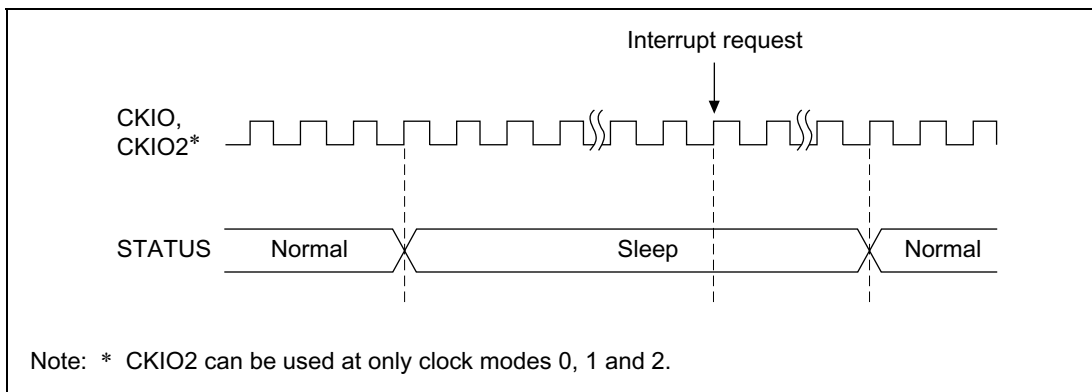 Interrupt request
CKIO,
CKIO2*
STATUS Normal Sleep Normal
Note: * CKIO2 can be used at only clock modes 0, 1 and 2.